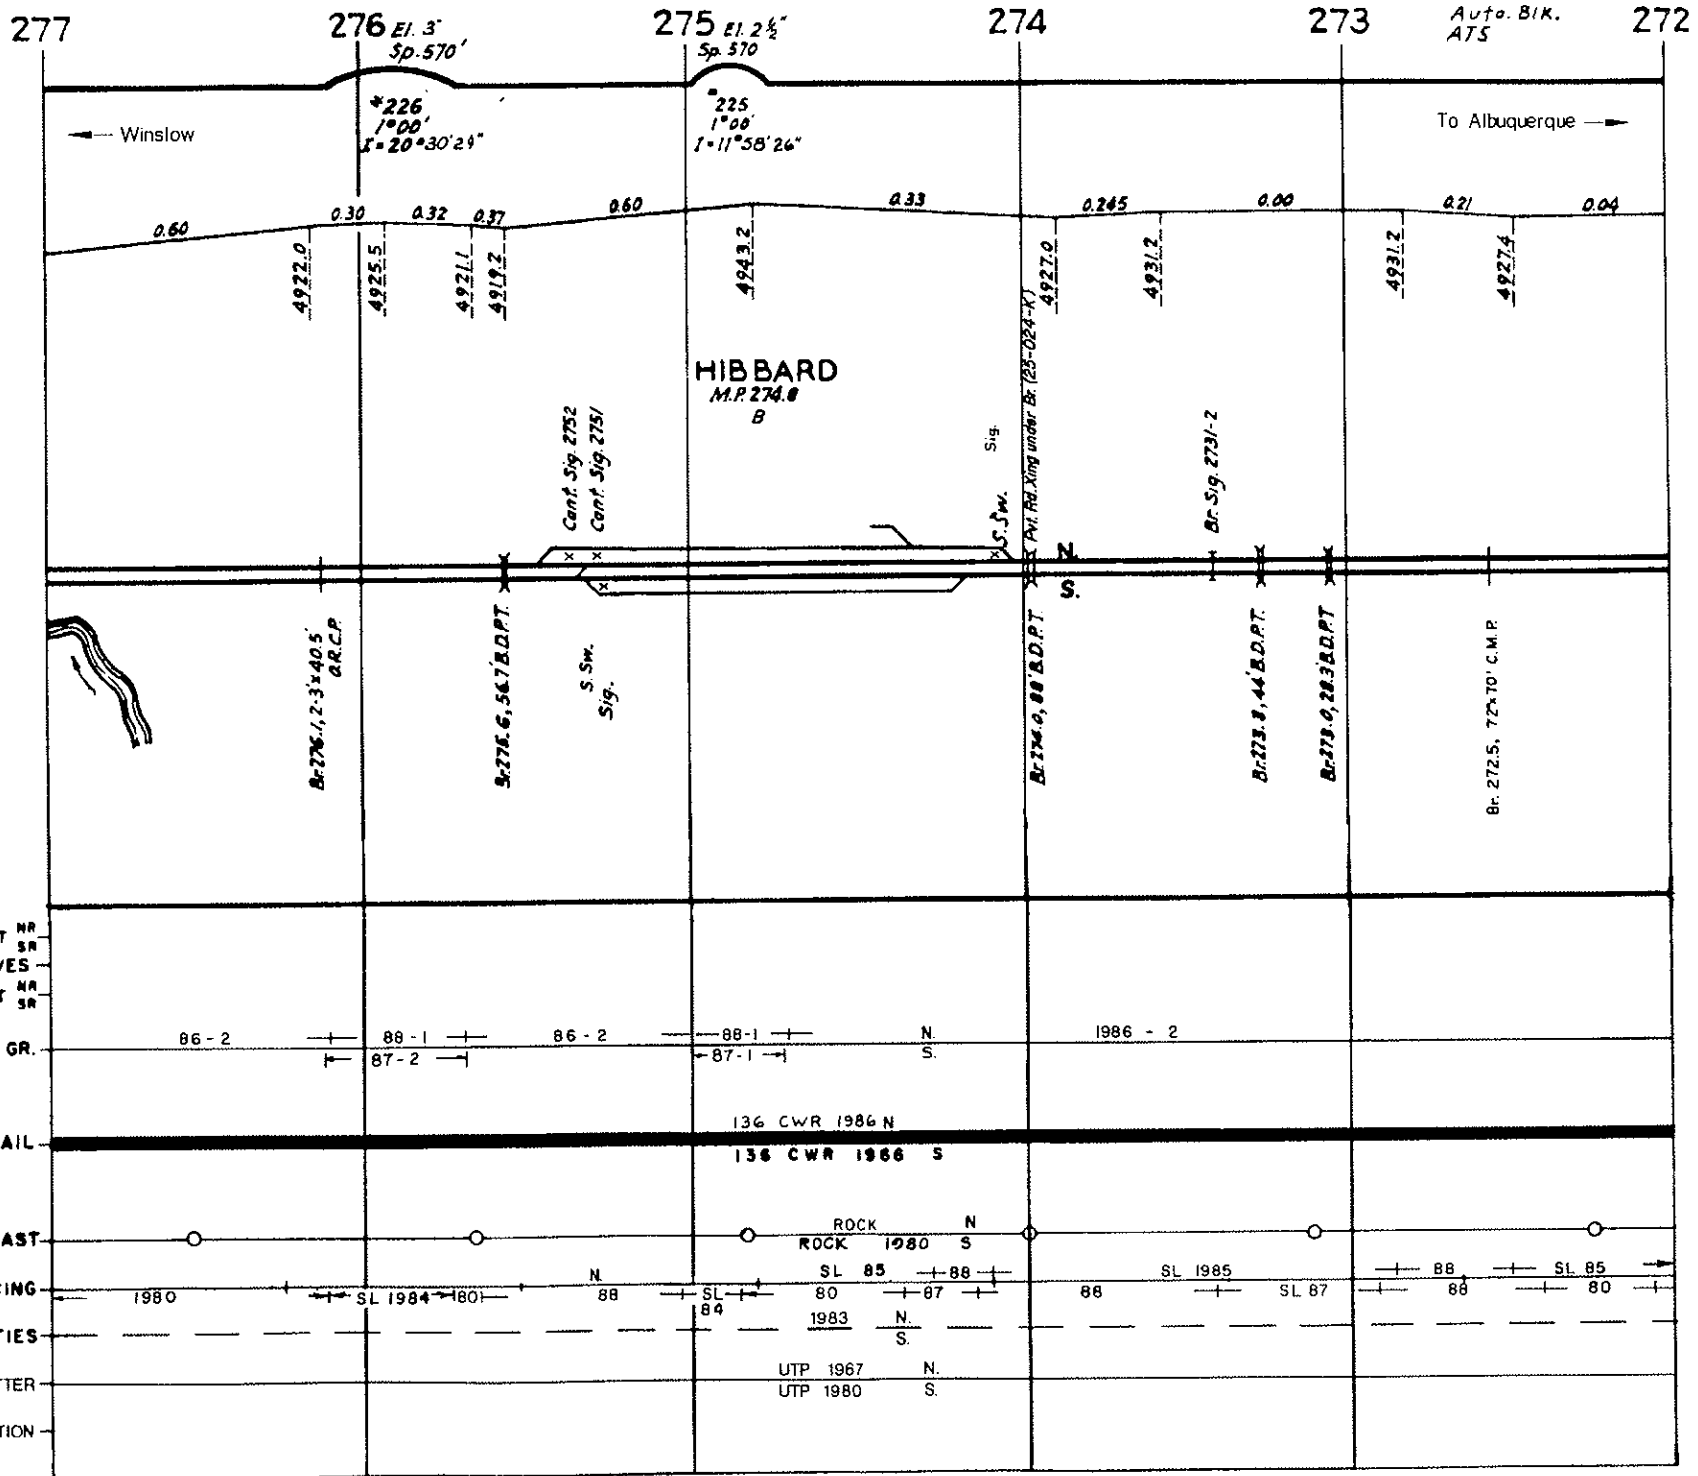 277
276 El. 3"
Sp. 570'
275 El. 2½"
Sp. 570
274
273
Auto. Blk.
ATS
272
← Winslow
#226
1°00'
I=20°30'29"
225
1°00'
I=11°58'26"
To Albuquerque →
0.60
0.30
0.32
0.37
0.60
0.33
0.245
0.00
0.21
0.04
4922.0
4925.5
4921.1
4919.2
4943.2
4927.0
4931.2
4931.2
4927.4
HIBBARD
M.P. 274.8
B
Cant. Sig. 2752
Cant. Sig. 2751
Sig.
S. Sw.
Pvt. Rd. Xing under Br. (25-024-K)
Br. Sig. 2731-2
N.
S.
Br. 276.1, 2-3'x40.5'
R.C.P.
Br. 275.6, 56.7' B.D.P.T.
S. Sw.
Sig.
Br. 274.0, 88' B.D.P.T.
Br. 273.3, 44' B.D.P.T.
Br. 273.0, 28.3' B.D.P.T
Br. 272.5, 72"x70' C.M.P.
T NR
SR
VES
T NR
SR
GR.
86-2
88-1
86-2
88-1
N.
1986 - 2
87-2
87-1
S.
136 CWR 1986 N
AIL
136 CWR 1966 S
ROCK N
AST
ROCK 1980 S
N.
SL 85
88
SL 1985
88
SL 85
CING
1980
SL 1984
80
88
SL
84
80
87
88
SL 87
88
80
1983 N.
TIES
S.
UTP 1967 N.
TTER
UTP 1980 S.
TION